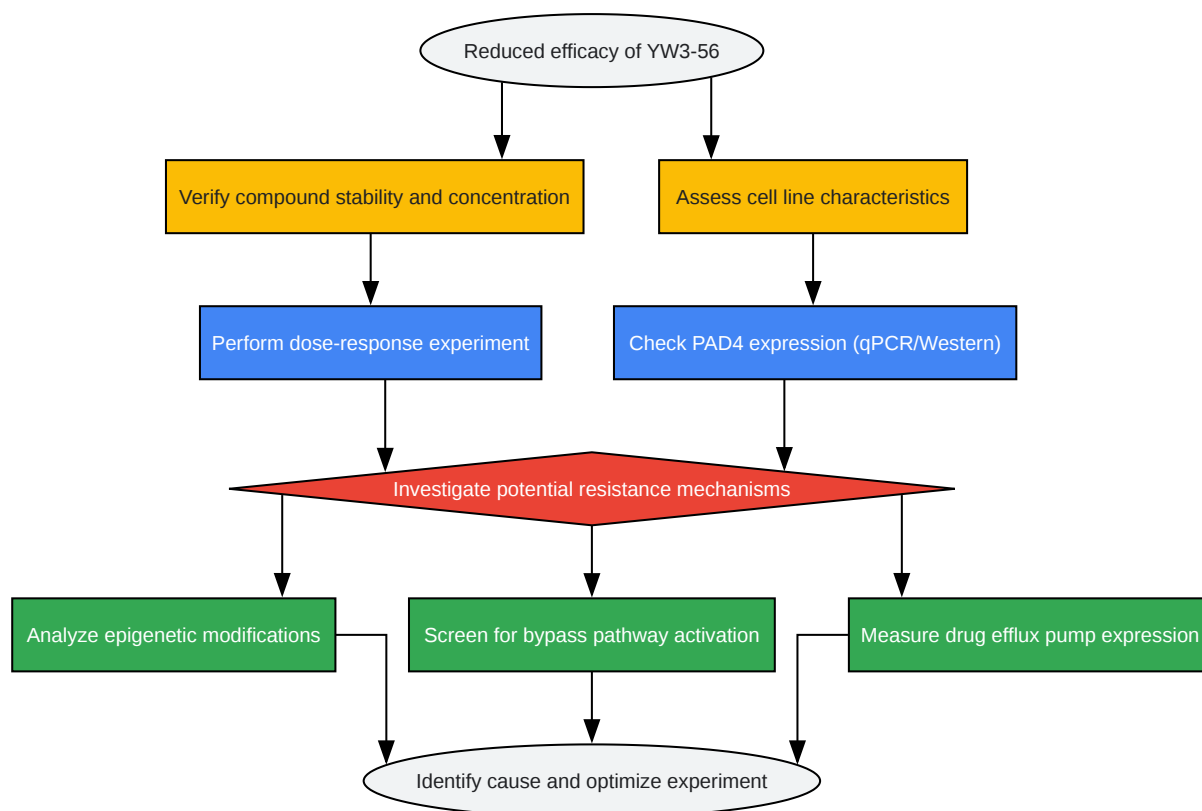 Reduced efficacy of YW3-56
Verify compound stability and concentration
Assess cell line characteristics
Perform dose-response experiment
Check PAD4 expression (qPCR/Western)
Investigate potential resistance mechanisms
Analyze epigenetic modifications
Screen for bypass pathway activation
Measure drug efflux pump expression
Identify cause and optimize experiment